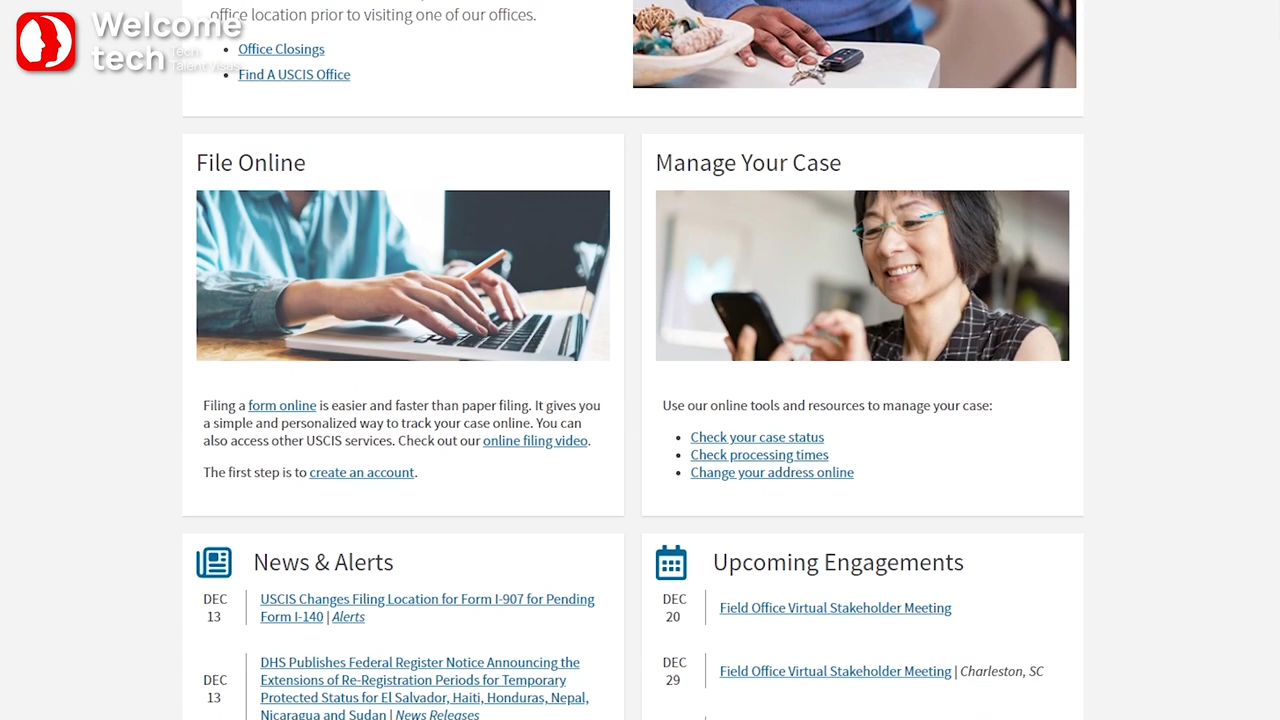 Welcome
tech
Tech
Talent Visas
office location prior to visiting one of our offices.
• Office Closings
• Find A USCIS Office
File Online
Manage Your Case
Filing a form online is easier and faster than paper filing. It gives you
a simple and personalized way to track your case online. You can
also access other USCIS services. Check out our online filing video.
The first step is to create an account.
Use our online tools and resources to manage your case:
• Check your case status
• Check processing times
• Change your address online
News & Alerts
DEC
13
USCIS Changes Filing Location for Form I-907 for Pending
Form I-140 | Alerts
DEC
13
DHS Publishes Federal Register Notice Announcing the
Extensions of Re-Registration Periods for Temporary
Protected Status for El Salvador, Haiti, Honduras, Nepal,
Nicaragua and Sudan | News Releases
Upcoming Engagements
DEC
20
Field Office Virtual Stakeholder Meeting
DEC
29
Field Office Virtual Stakeholder Meeting | Charleston, SC